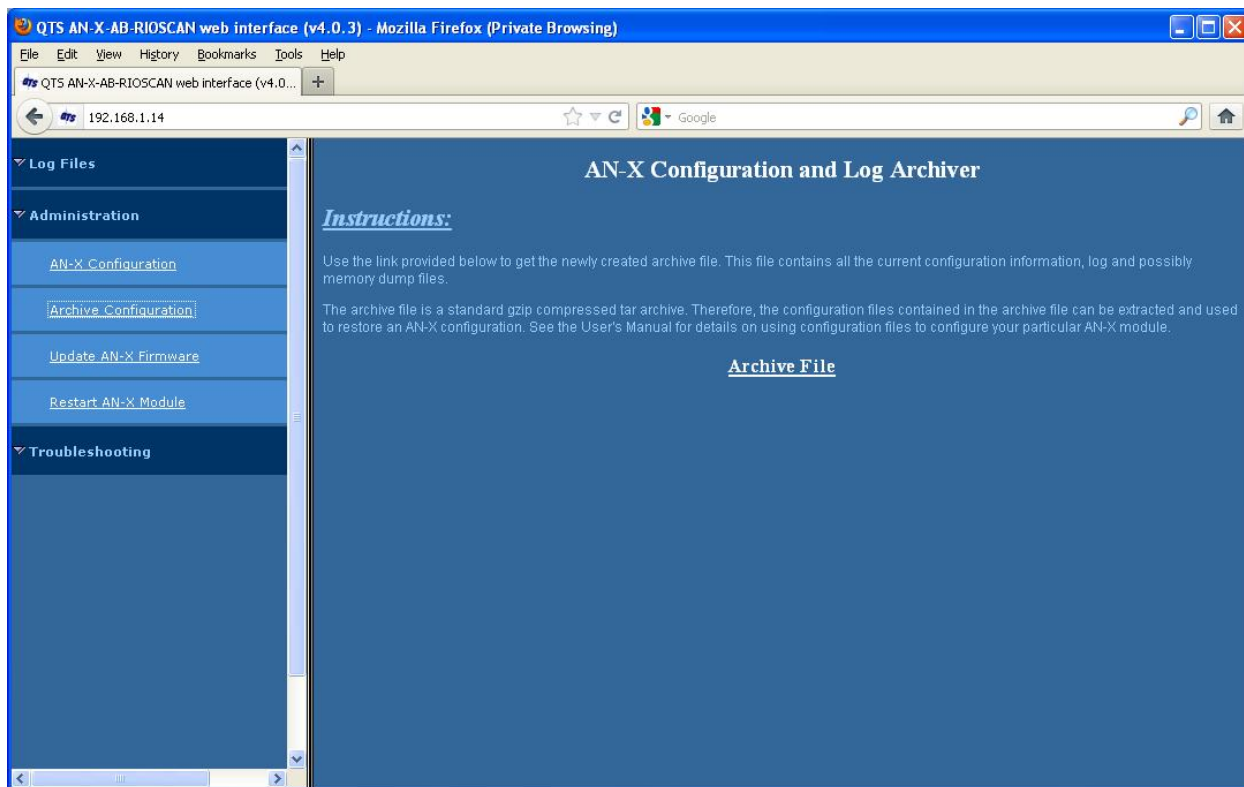 QTS AN-X-AB-RIOSCAN web interface (v4.0.3) - Mozilla Firefox (Private Browsing)
File Edit View History Bookmarks Tools Help
QTS AN-X-AB-RIOSCAN web interface (v4.0... +
QTS 192.168.1.14 Google
Log Files
Administration
AN-X Configuration
Archive Configuration
Update AN-X Firmware
Restart AN-X Module
Troubleshooting
AN-X Configuration and Log Archiver
Instructions:
Use the link provided below to get the newly created archive file. This file contains all the current configuration information, log and possibly
memory dump files.
The archive file is a standard gzip compressed tar archive. Therefore, the configuration files contained in the archive file can be extracted and used
to restore an AN-X configuration. See the User's Manual for details on using configuration files to configure your particular AN-X module.
Archive File